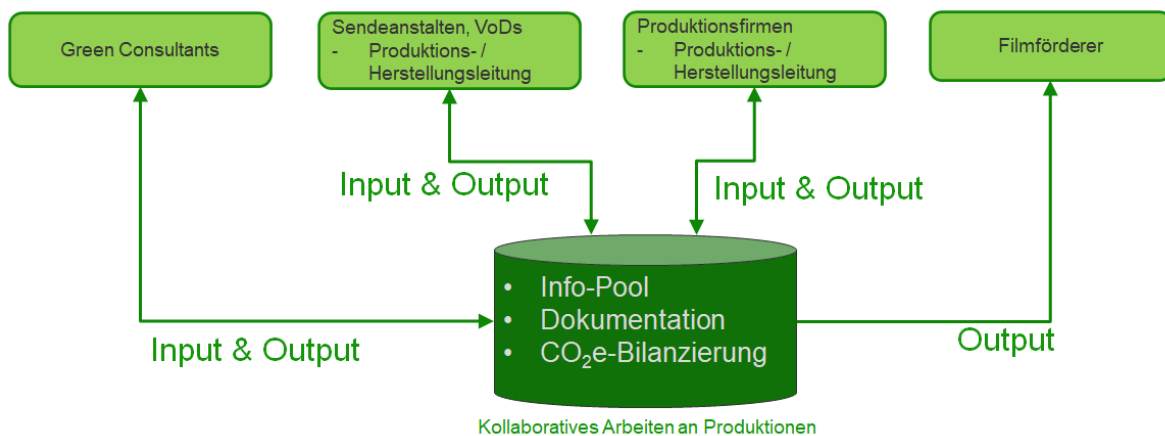 Green Consultants
Sendeanstalten, VoDs
- Produktions- /
Herstellungsleitung
Produktionsfirmen
- Produktions- /
Herstellungsleitung
Filmförderer
Input & Output
Input & Output
• Info-Pool
• Dokumentation
• CO₂e-Bilanzierung
Input & Output
Output
Kollaboratives Arbeiten an Produktionen